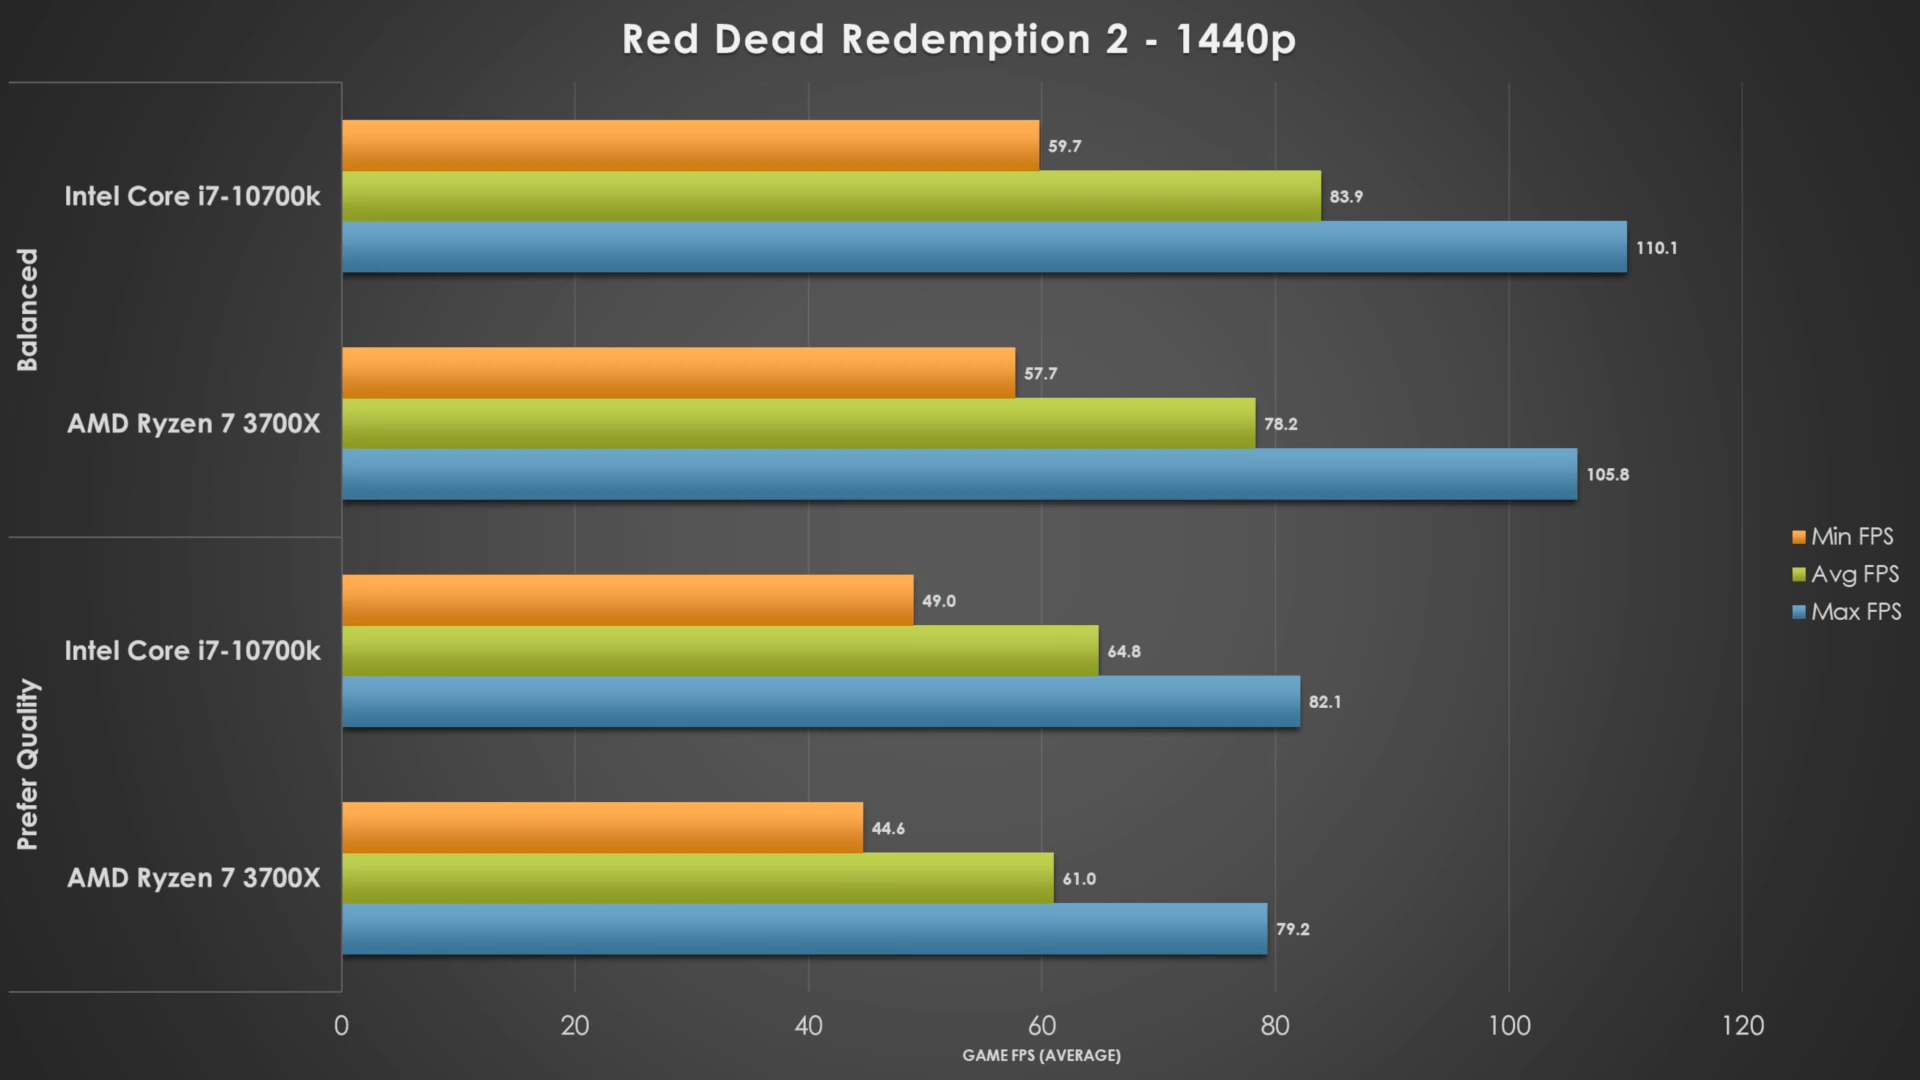 Red Dead Redemption 2 - 1440p
Balanced
Intel Core i7-10700k
59.7
83.9
110.1
AMD Ryzen 7 3700X
57.7
78.2
105.8
Prefer Quality
Intel Core i7-10700k
49.0
64.8
82.1
AMD Ryzen 7 3700X
44.6
61.0
79.2
Min FPS
Avg FPS
Max FPS
0 20 40 60 80 100 120
GAME FPS (AVERAGE)